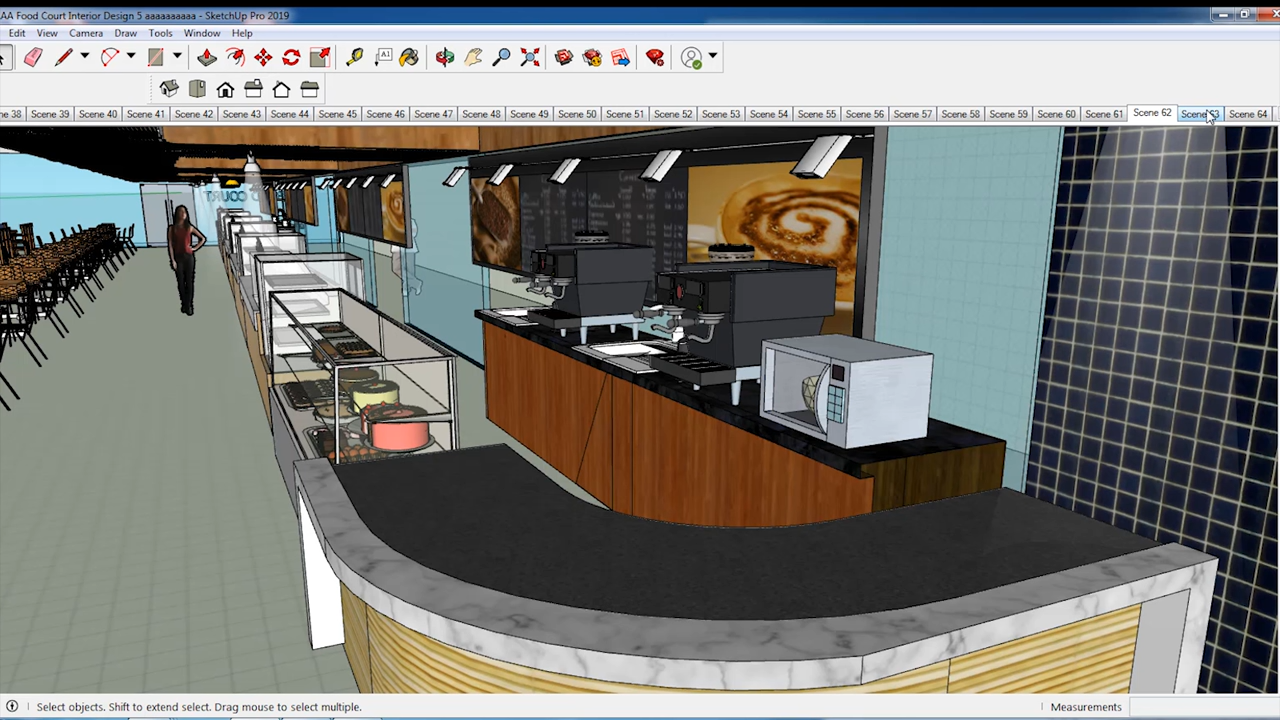 AA Food Court Interior Design 5 aaaaaaaaaa - SketchUp Pro 2019
Edit View Camera Draw Tools Window Help
A1
38 Scene 39 Scene 40 Scene 41 Scene 42 Scene 43 Scene 44 Scene 45 Scene 46 Scene 47 Scene 48 Scene 49 Scene 50 Scene 51 Scene 52 Scene 53 Scene 54 Scene 55 Scene 56 Scene 57 Scene 58 Scene 59 Scene 60 Scene 61 Scene 62 Scene 64
COURT
Select objects. Shift to extend select. Drag mouse to select multiple. Measurements